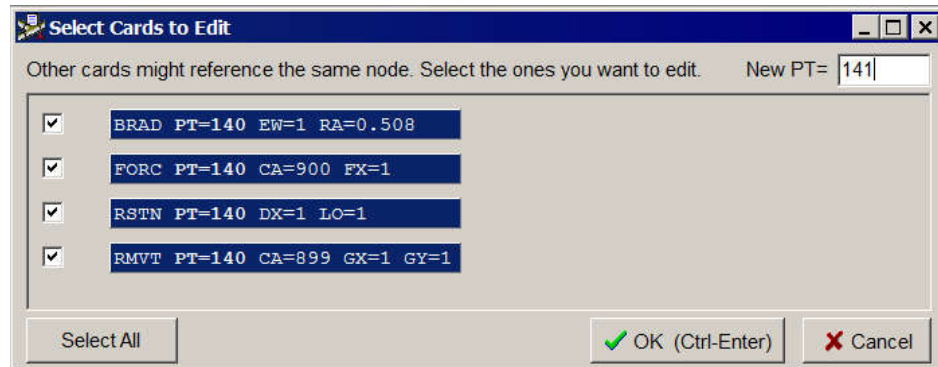 Select Cards to Edit
Other cards might reference the same node. Select the ones you want to edit. New PT= 141
BRAD PT=140 EW=1 RA=0.508
FORC PT=140 CA=900 FX=1
RSTN PT=140 DX=1 LO=1
RMVT PT=140 CA=899 GX=1 GY=1
Select All OK (Ctrl-Enter) Cancel